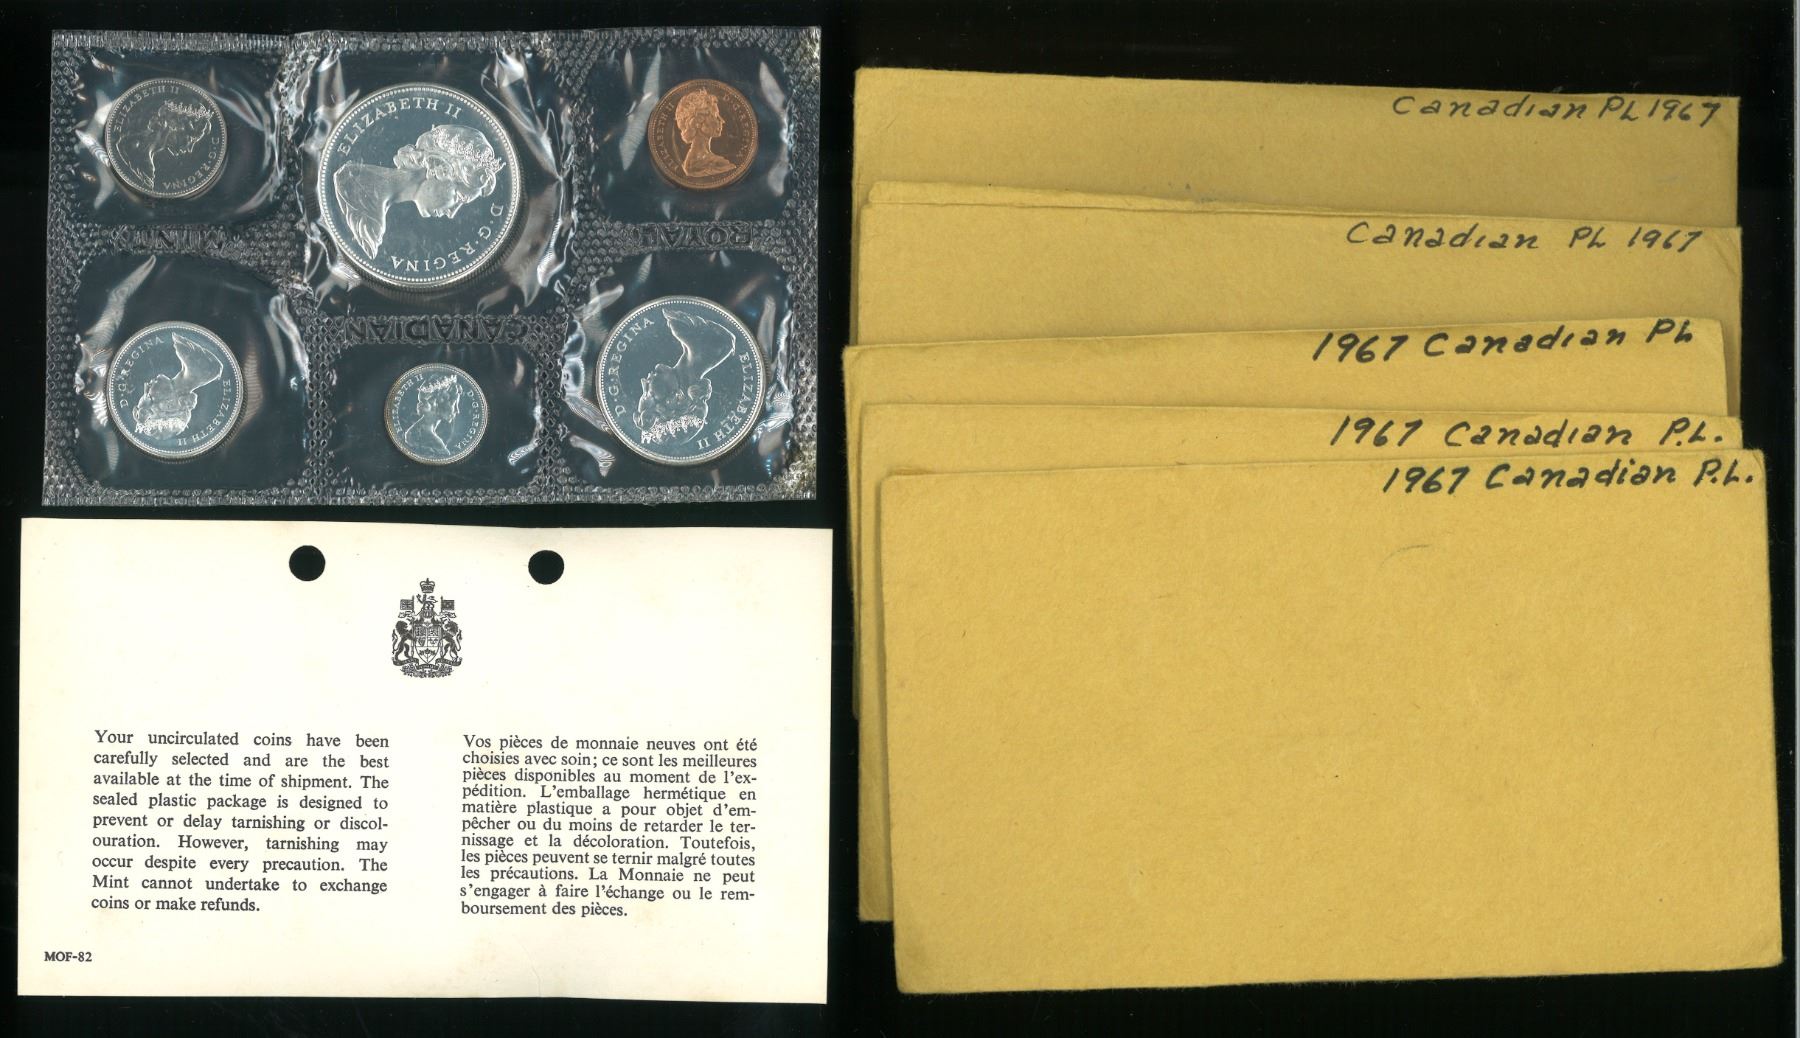 ELIZABETH II D·G·REGINA
ELIZABETH II D·G·REGINA
ELIZABETH II D·G·REGINA
MINT
ROYAL
CANADIAN
D·G·REGINA ELIZABETH II
ELIZABETH II D·G·REGINA
D·G·REGINA ELIZABETH II
Your uncirculated coins have been
carefully selected and are the best
available at the time of shipment. The
sealed plastic package is designed to
prevent or delay tarnishing or discol-
ouration. However, tarnishing may
occur despite every precaution. The
Mint cannot undertake to exchange
coins or make refunds.
Vos pièces de monnaie neuves ont été
choisies avec soin; ce sont les meilleures
pièces disponibles au moment de l'ex-
pédition. L'emballage hermétique en
matière plastique a pour objet d'em-
pêcher ou du moins de retarder le ter-
nissage et la décoloration. Toutefois,
les pièces peuvent se ternir malgré toutes
les précautions. La Monnaie ne peut
s'engager à faire l'échange ou le rem-
boursement des pièces.
MOF-82
Canadian PL 1967
Canadian PL 1967
1967 Canadian PL
1967 Canadian P.L.
1967 Canadian P.L.